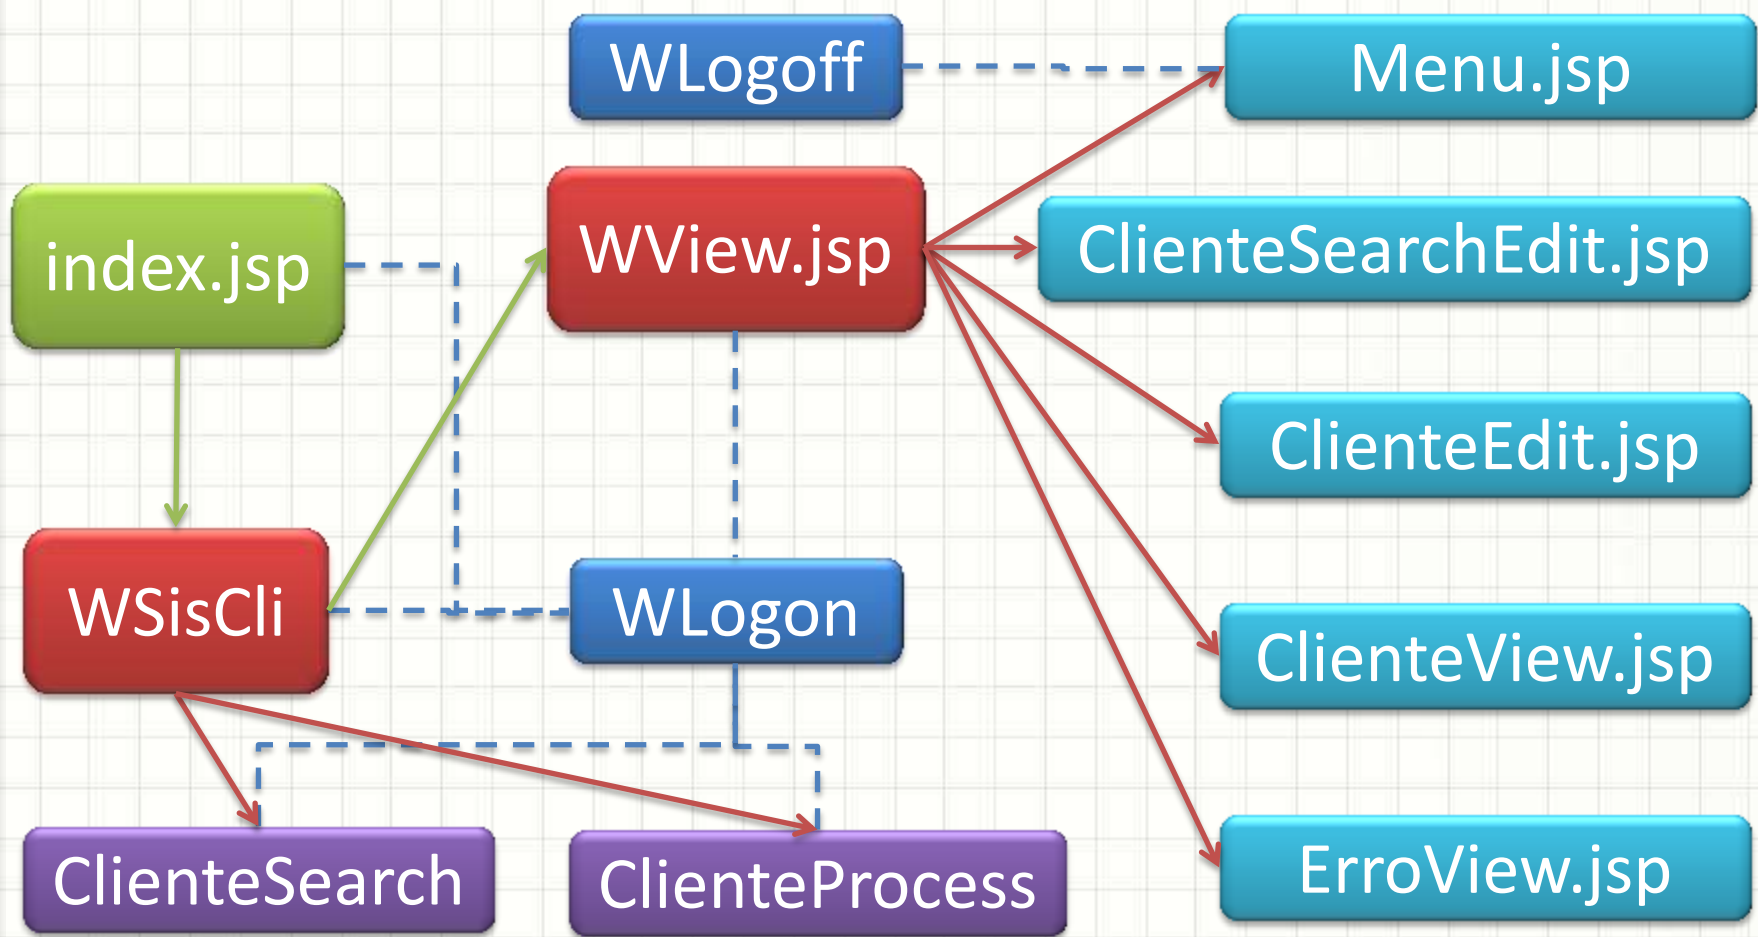 WLogoff
Menu.jsp
index.jsp
WView.jsp
ClienteSearchEdit.jsp
ClienteEdit.jsp
WSisCli
WLogon
ClienteView.jsp
ClienteSearch
ClienteProcess
ErroView.jsp